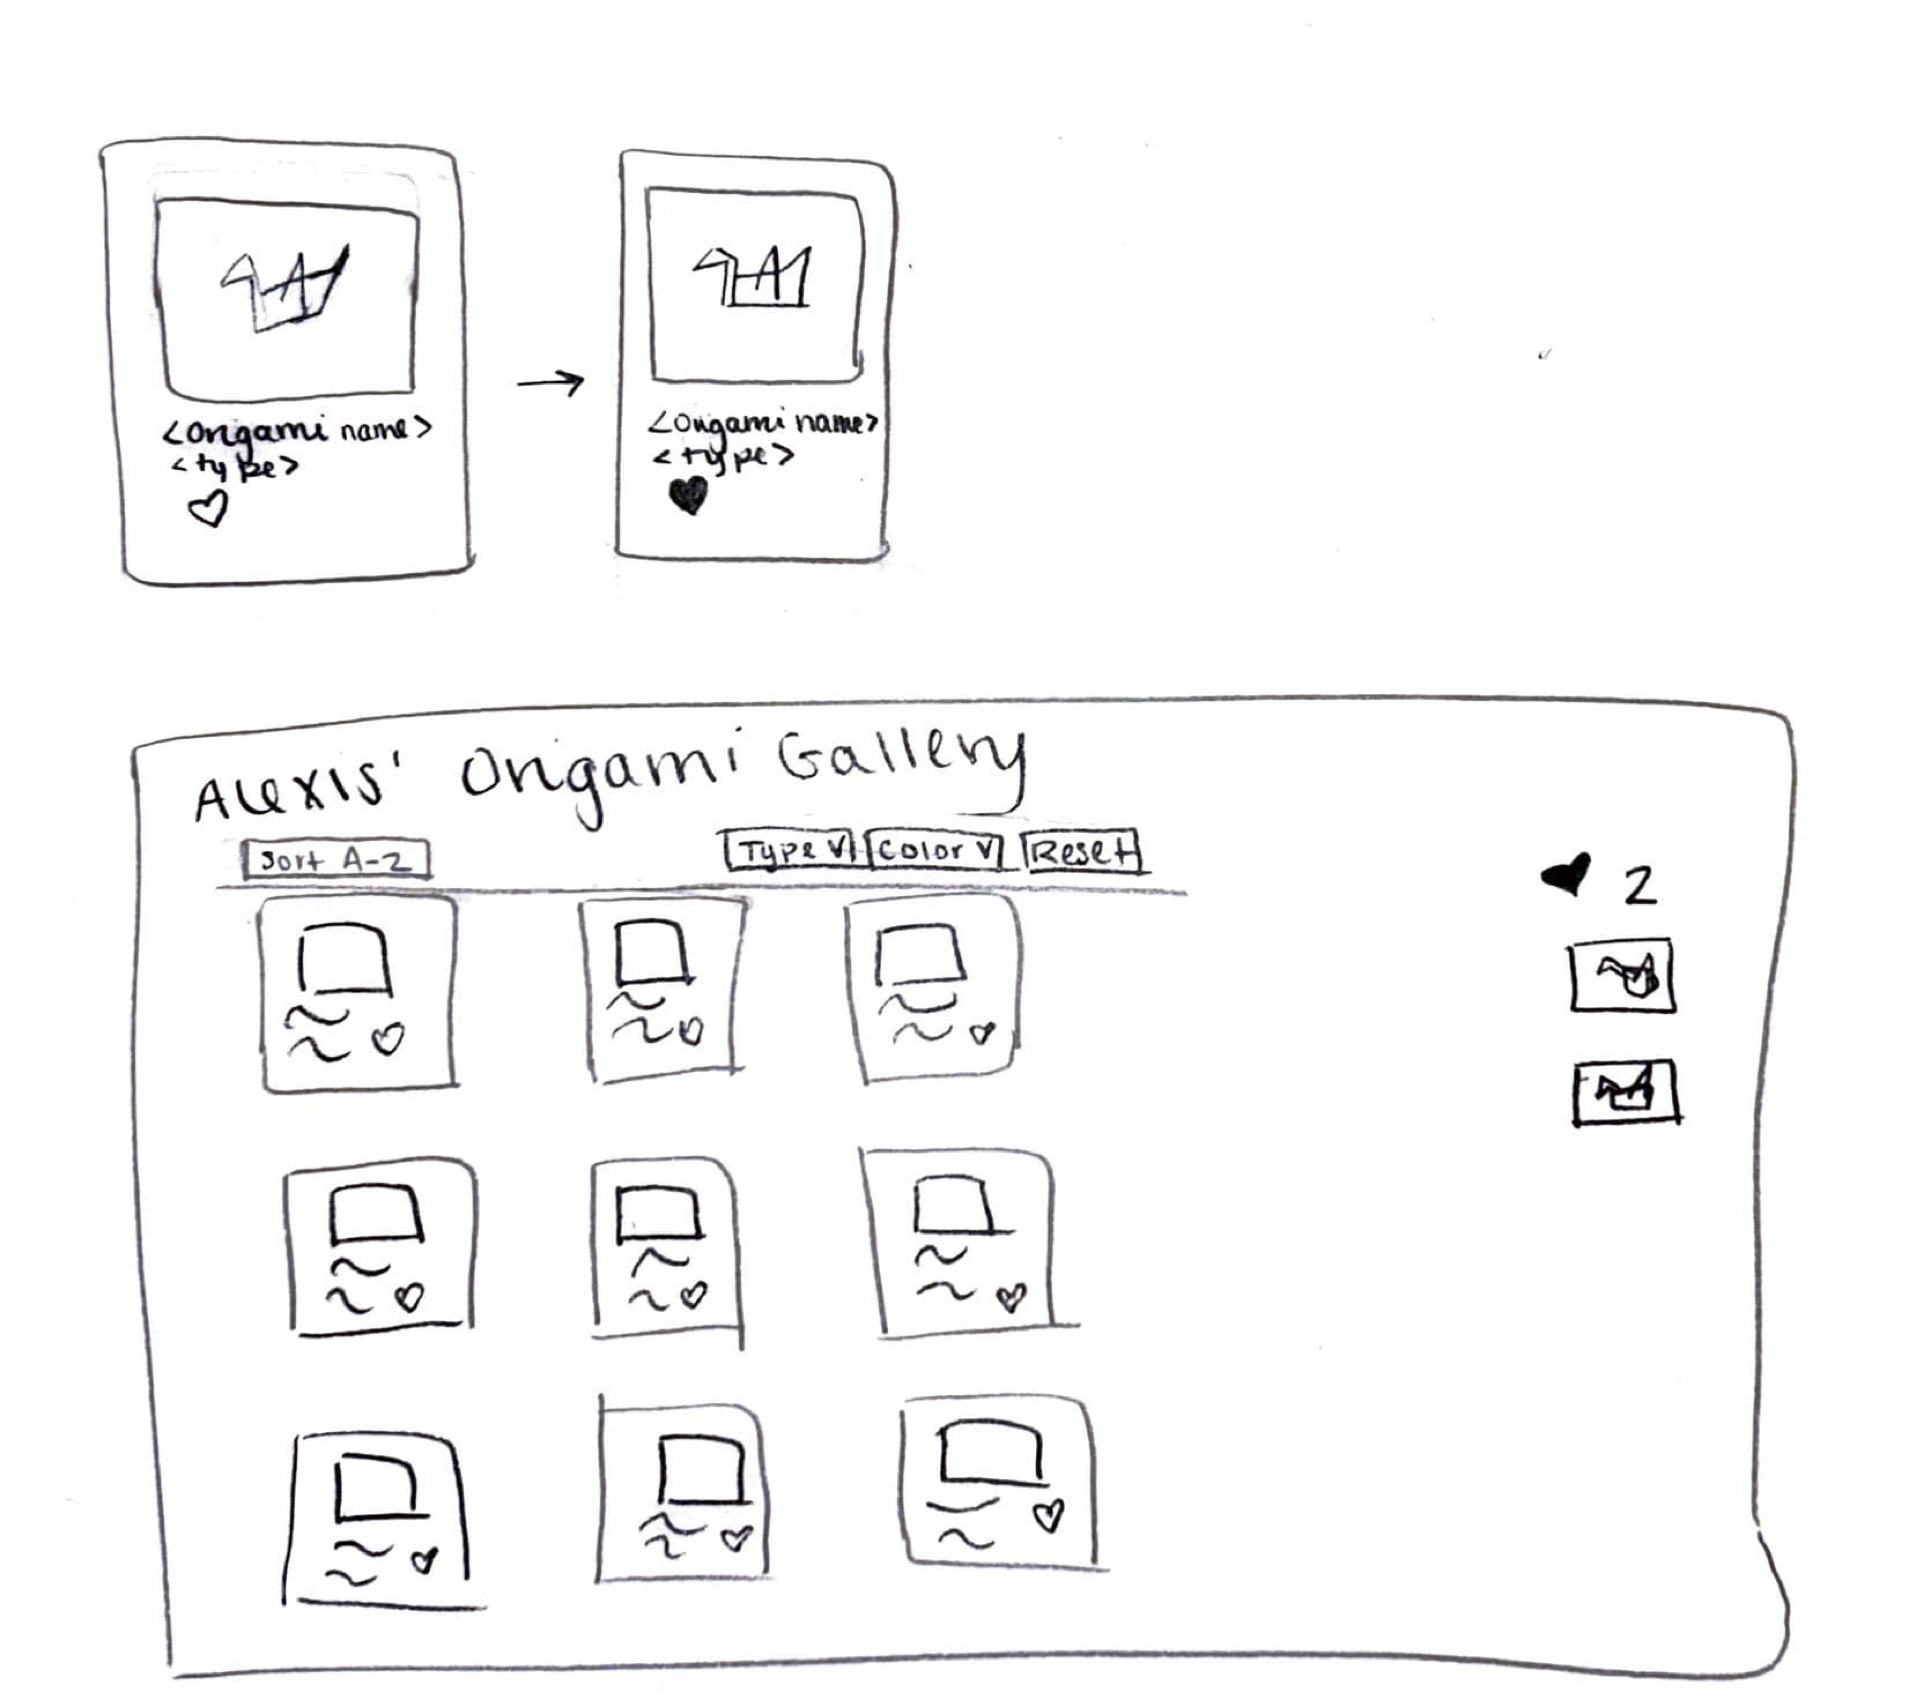 <Origami name>
<type>
<Origami name>
<type>
Alexis' Origami Gallery
Sort A-Z
Type V
Color V
Reset
2